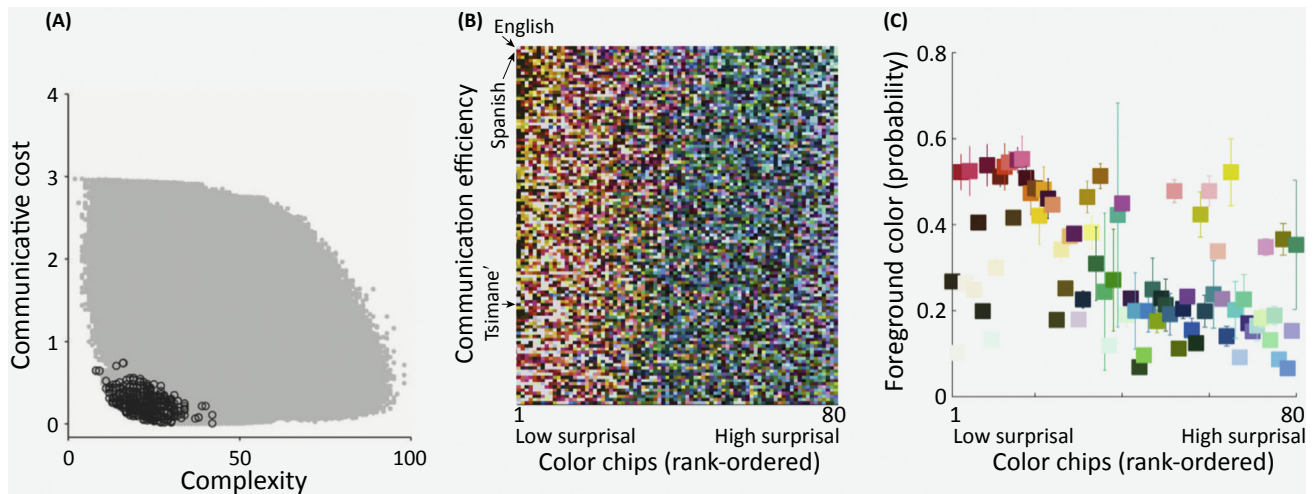 (A)
Communicative cost
4
3
2
1
0
0
50
100
Complexity
(B)
English
Spanish
Tsimane’
Communication efficiency
1
80
Low surprisal
High surprisal
Color chips (rank-ordered)
(C)
Foreground color (probability)
0.8
0.6
0.4
0.2
0
1
80
Low surprisal
High surprisal
Color chips (rank-ordered)